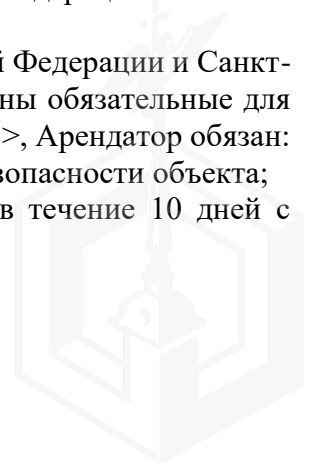 й Федерации и Санкт-
ны обязательные для
>, Арендатор обязан:
зопасности объекта;
в течение 10 дней с